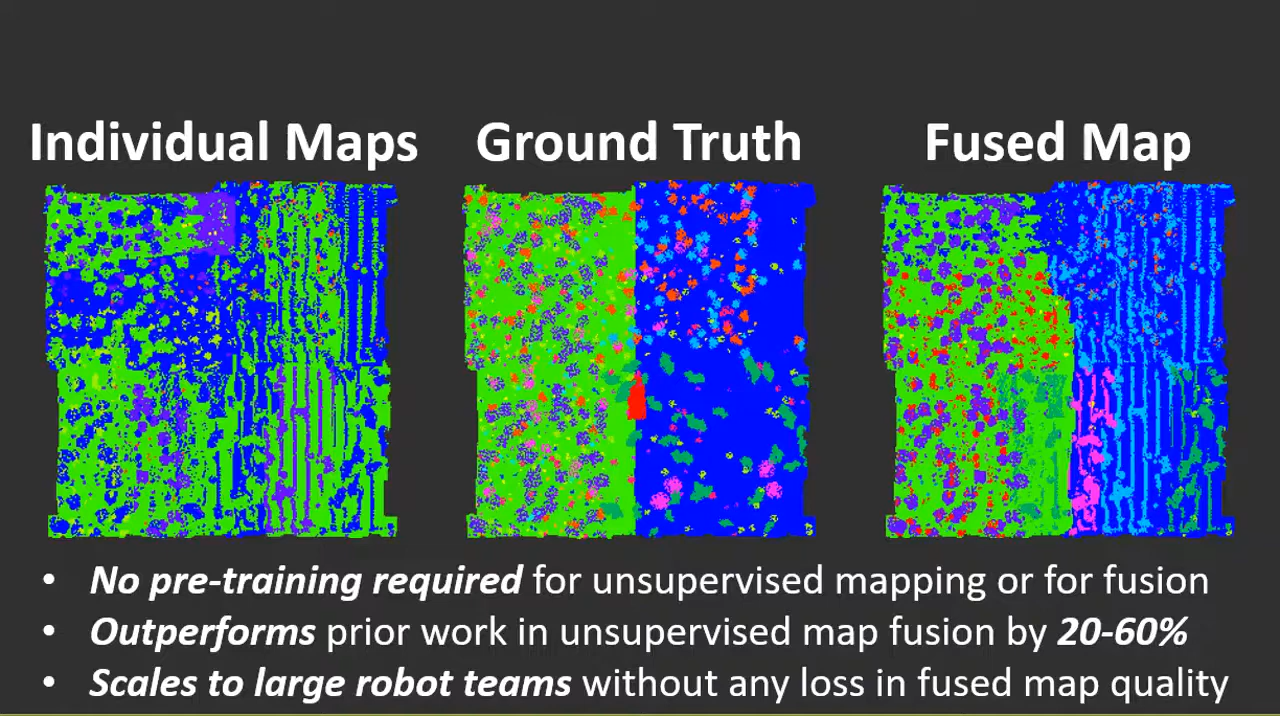 Individual Maps
Ground Truth
Fused Map
• No pre-training required for unsupervised mapping or for fusion
• Outperforms prior work in unsupervised map fusion by 20-60%
• Scales to large robot teams without any loss in fused map quality